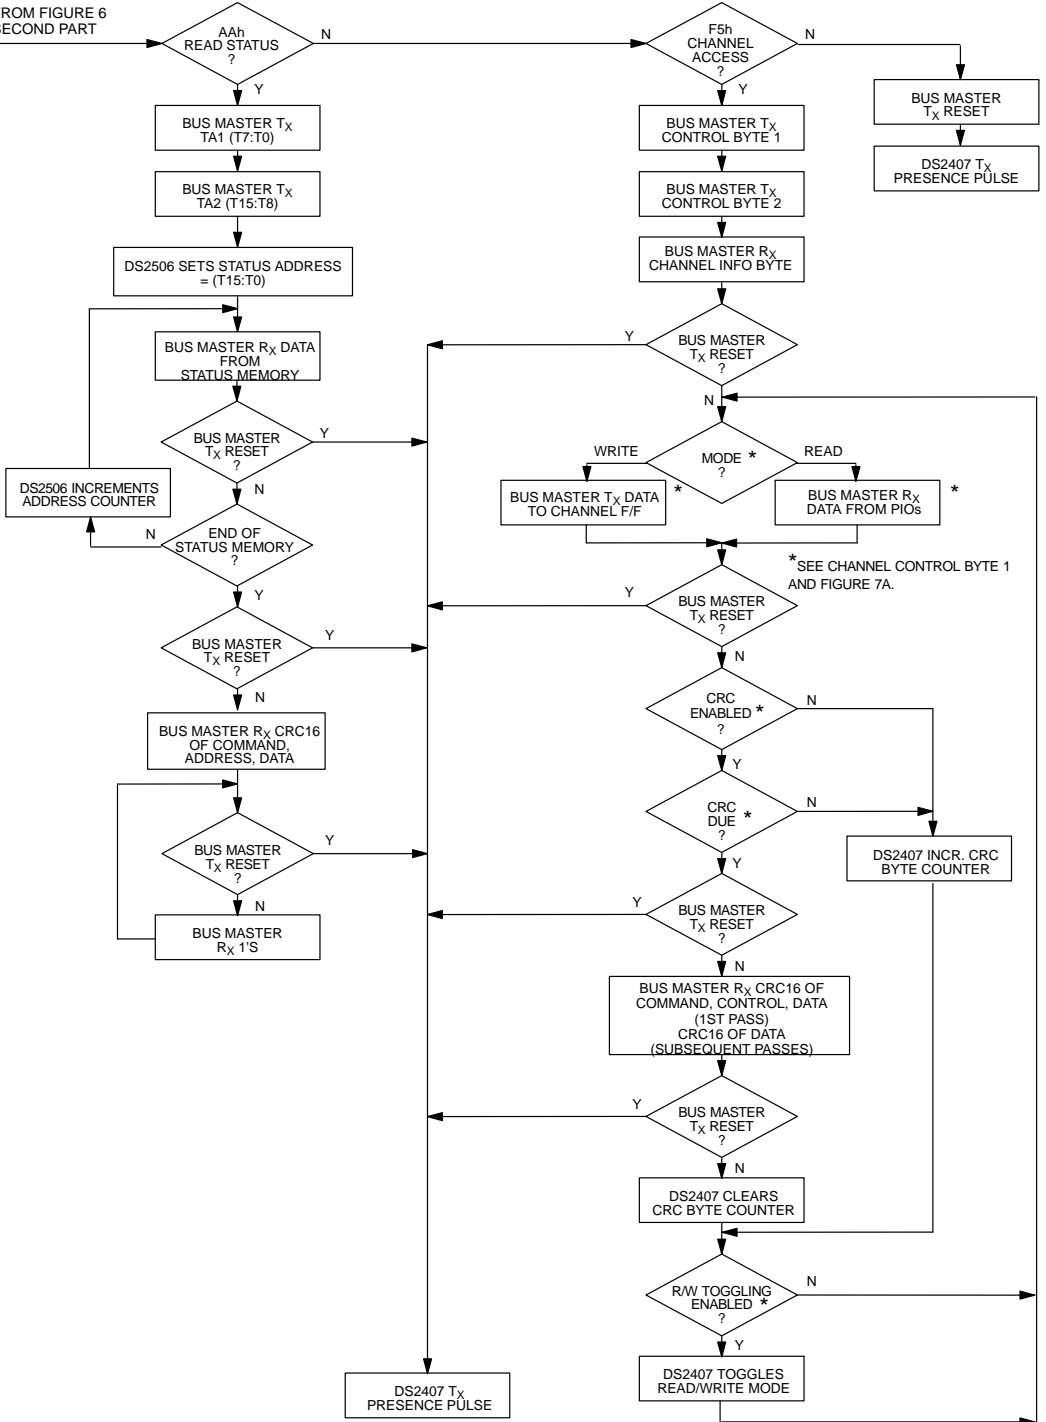 FROM FIGURE 6
SECOND PART
AAh
READ STATUS
?
N
Y
BUS MASTER TX
TA1 (T7:T0)
BUS MASTER TX
TA2 (T15:T8)
DS2506 SETS STATUS ADDRESS
= (T15:T0)
BUS MASTER RX DATA
FROM
STATUS MEMORY
BUS MASTER
TX RESET
?
Y
N
DS2506 INCREMENTS
ADDRESS COUNTER
END OF
STATUS MEMORY
?
N
Y
BUS MASTER
TX RESET
?
Y
N
BUS MASTER RX CRC16
OF COMMAND,
ADDRESS, DATA
BUS MASTER
TX RESET
?
Y
N
BUS MASTER
RX 1'S
F5h
CHANNEL
ACCESS
?
N
Y
BUS MASTER
TX RESET
DS2407 TX
PRESENCE PULSE
BUS MASTER TX
CONTROL BYTE 1
BUS MASTER TX
CONTROL BYTE 2
BUS MASTER RX
CHANNEL INFO BYTE
BUS MASTER
TX RESET
?
Y
N
MODE *
?
WRITE
READ
BUS MASTER TX DATA
TO CHANNEL F/F
*
BUS MASTER RX
DATA FROM PIOs
*
*SEE CHANNEL CONTROL BYTE 1
AND FIGURE 7A.
BUS MASTER
TX RESET
?
Y
N
CRC
ENABLED *
?
N
Y
CRC
DUE *
?
N
Y
DS2407 INCR. CRC
BYTE COUNTER
BUS MASTER
TX RESET
?
Y
N
BUS MASTER RX CRC16 OF
COMMAND, CONTROL, DATA
(1ST PASS)
CRC16 OF DATA
(SUBSEQUENT PASSES)
BUS MASTER
TX RESET
?
Y
N
DS2407 CLEARS
CRC BYTE COUNTER
R/W TOGGLING
ENABLED *
?
N
Y
DS2407 TOGGLES
READ/WRITE MODE
DS2407 TX
PRESENCE PULSE